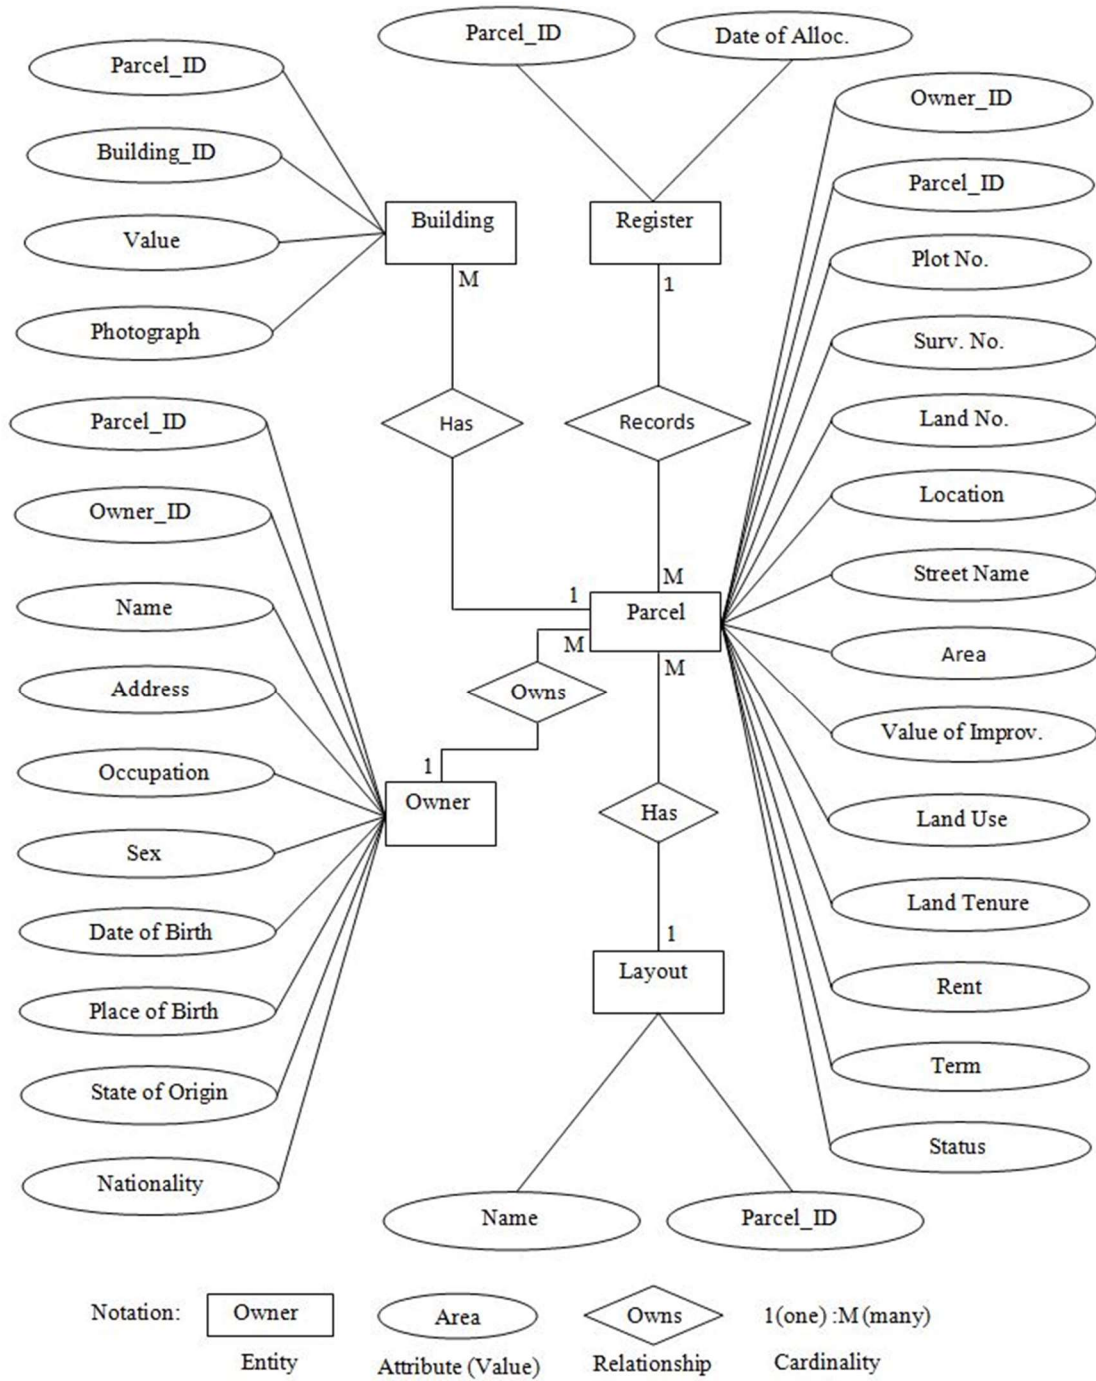 Parcel_ID
Date of Alloc.
Parcel_ID
Building_ID
Value
Photograph
Building
Register
M
1
Has
Records
Owner_ID
Parcel_ID
Plot No.
Surv. No.
Land No.
Location
Street Name
Area
Value of Improv.
Land Use
Land Tenure
Rent
Term
Status
Parcel_ID
Owner_ID
Name
Address
Occupation
Sex
Date of Birth
Place of Birth
State of Origin
Nationality
M
1
Parcel
M
M
Owns
1
Owner
Has
1
Layout
Name
Parcel_ID
Notation:
Owner
Area
Owns
1(one) :M (many)
Entity
Attribute (Value)
Relationship
Cardinality